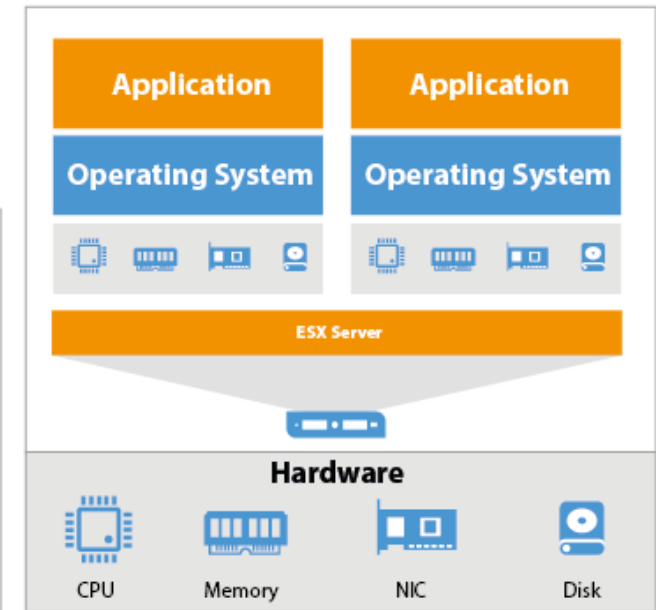 Application
Application
Operating System
Operating System
ESX Server
Hardware
CPU
Memory
NIC
Disk